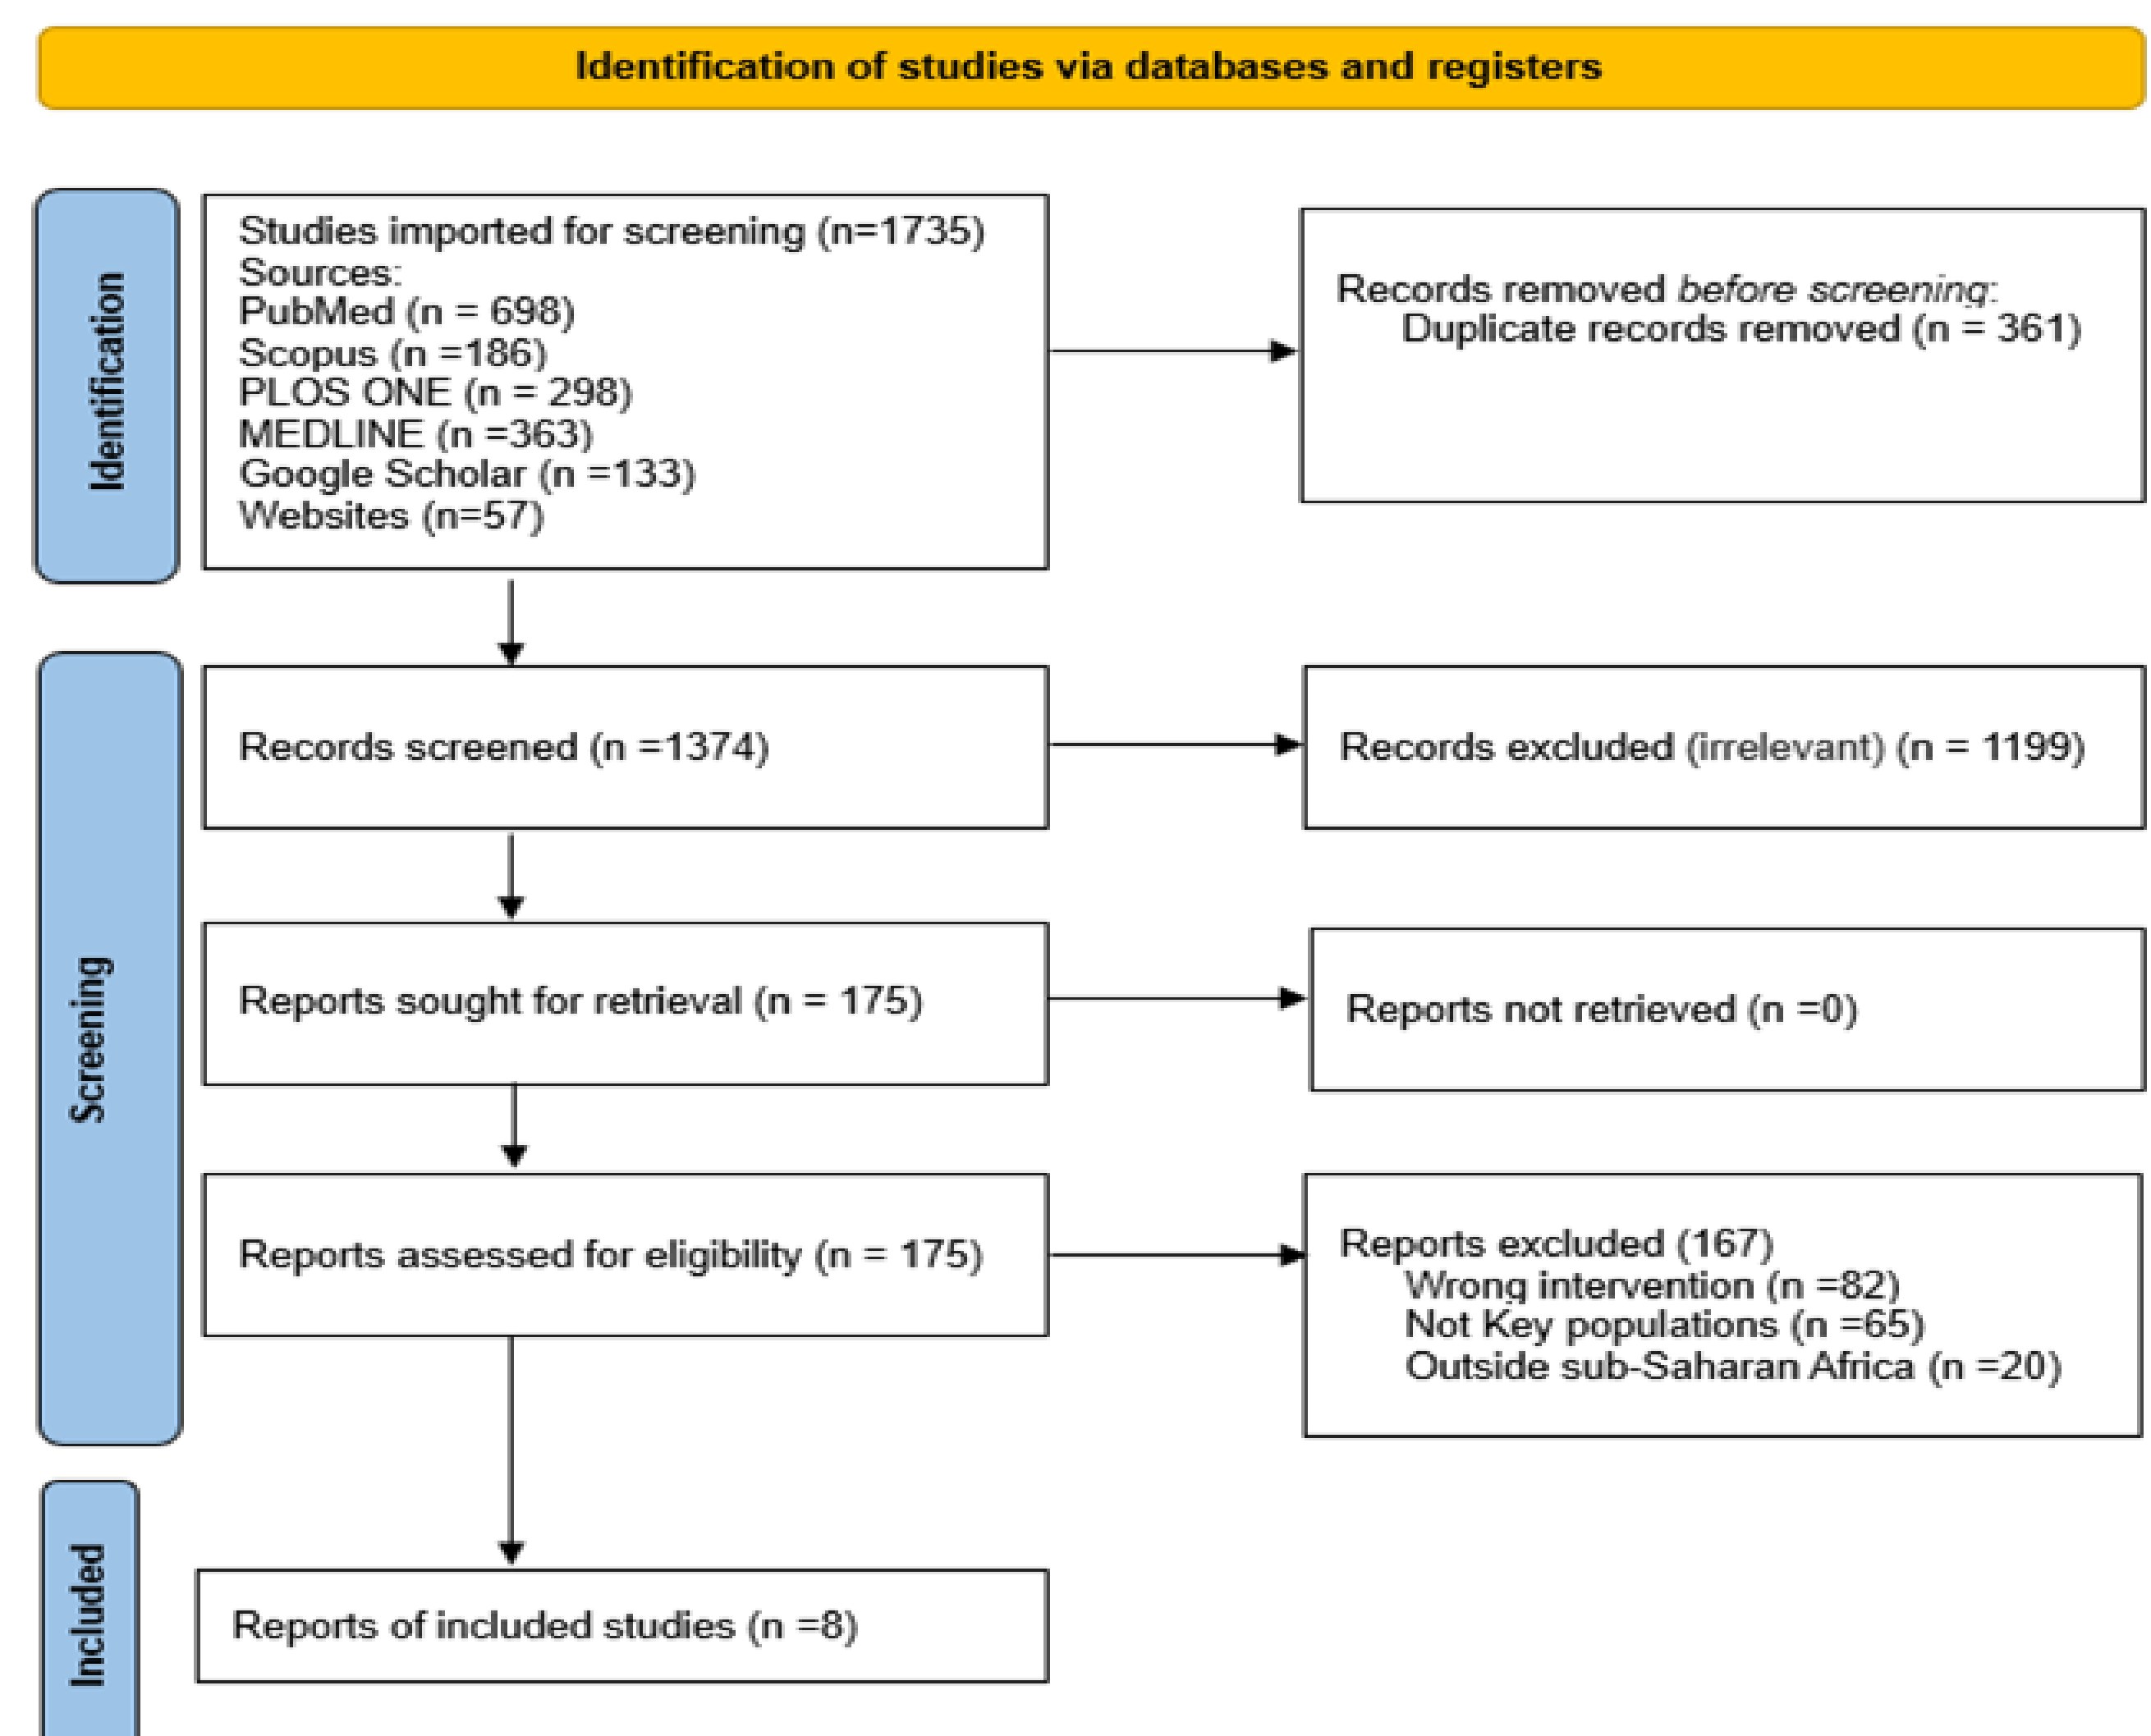 Identification of studies via databases and registers
Identification
Studies imported for screening (n=1735)
Sources:
PubMed (n = 698)
Scopus (n =186)
PLOS ONE (n = 298)
MEDLINE (n =363)
Google Scholar (n =133)
Websites (n=57)
Records removed before screening:
Duplicate records removed (n = 361)
Screening
Records screened (n =1374)
Records excluded (irrelevant) (n = 1199)
Reports sought for retrieval (n = 175)
Reports not retrieved (n =0)
Reports assessed for eligibility (n = 175)
Reports excluded (167)
Wrong intervention (n =82)
Not Key populations (n =65)
Outside sub-Saharan Africa (n =20)
Included
Reports of included studies (n =8)